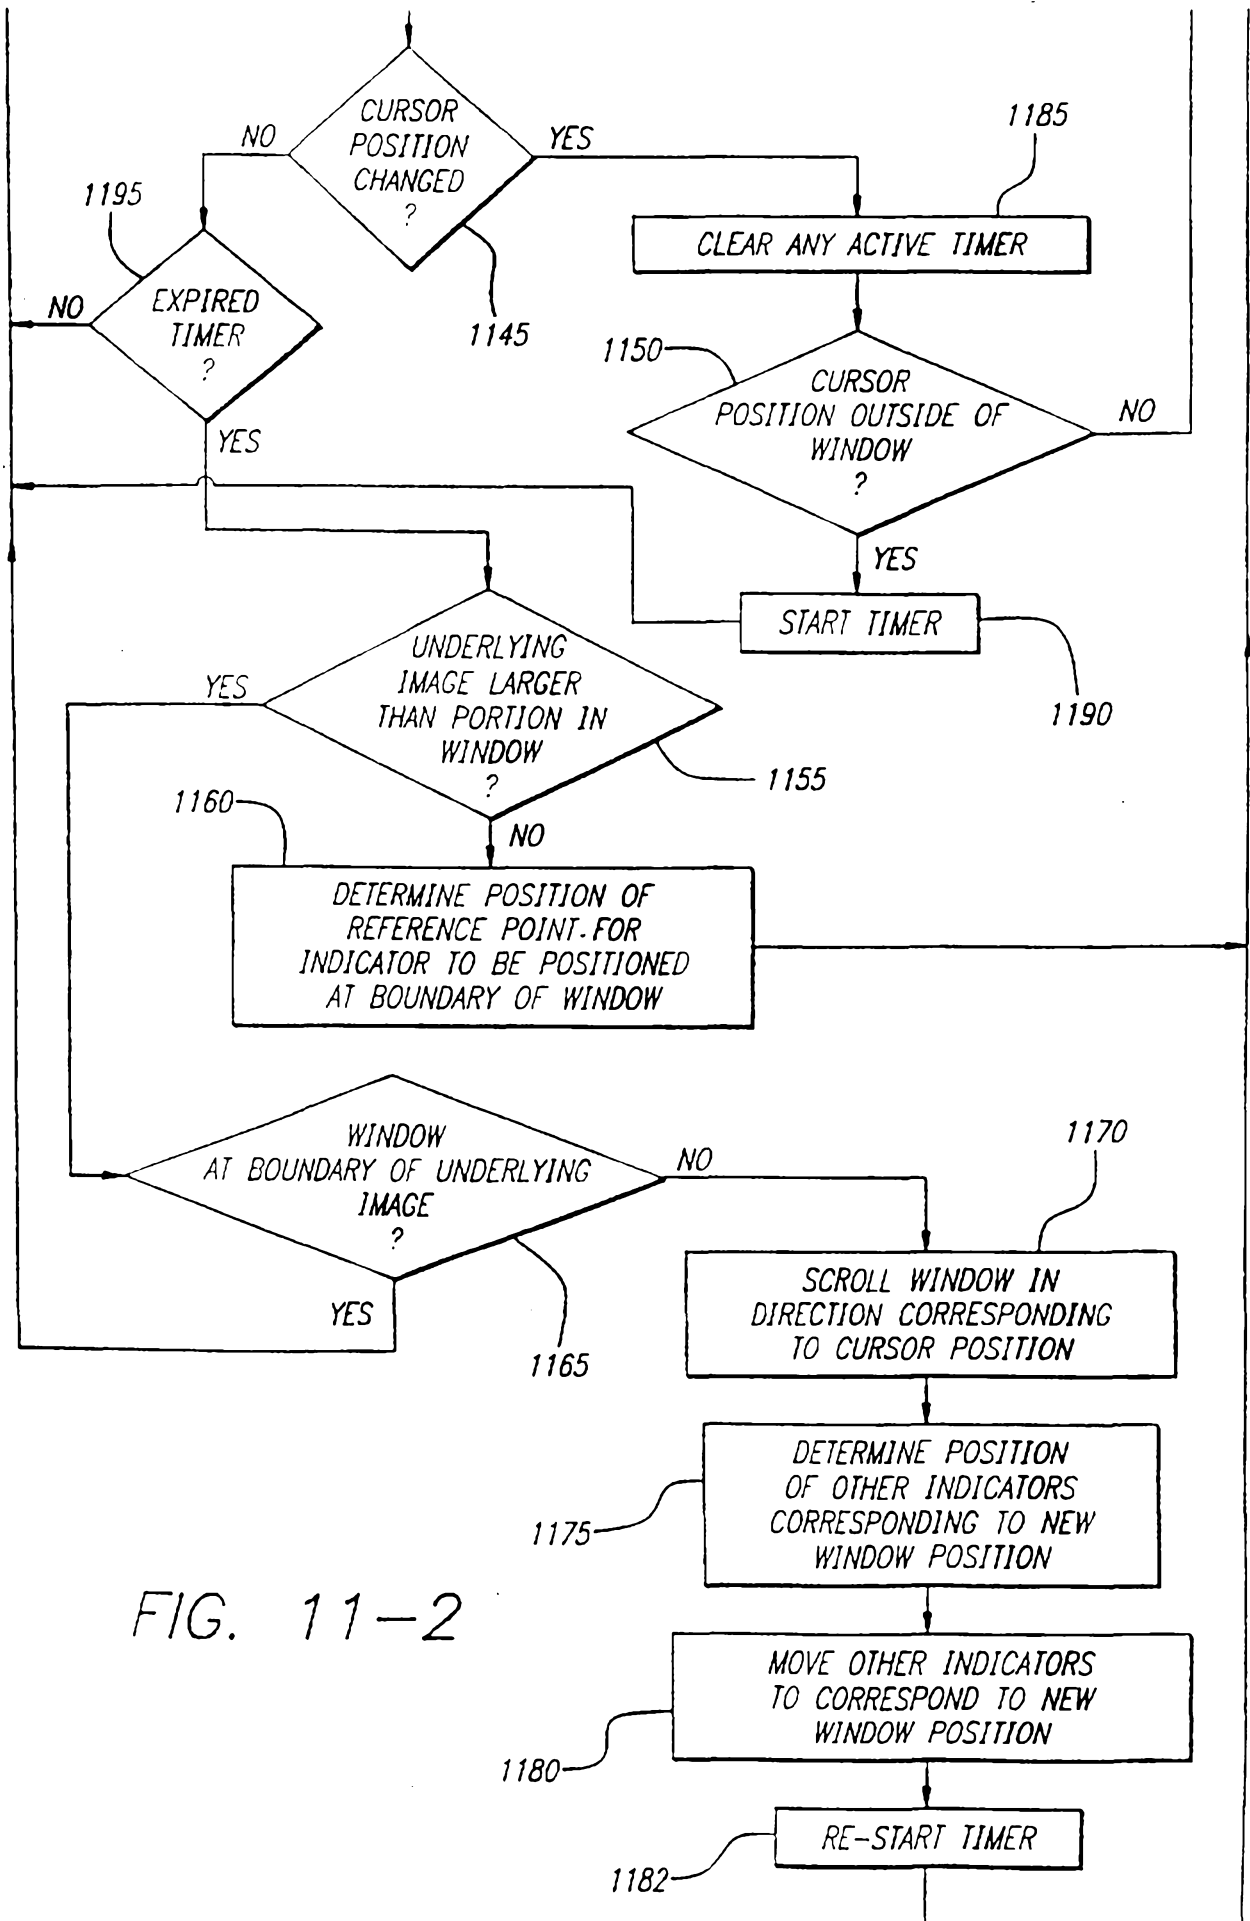 CURSOR
POSITION
CHANGED
?
NO
YES
1185
1195
CLEAR ANY ACTIVE TIMER
EXPIRED
TIMER
?
NO
1145
1150
CURSOR
POSITION OUTSIDE OF
WINDOW
?
NO
YES
YES
START TIMER
UNDERLYING
IMAGE LARGER
THAN PORTION IN
WINDOW
?
YES
1190
1155
1160
NO
DETERMINE POSITION OF
REFERENCE POINT FOR
INDICATOR TO BE POSITIONED
AT BOUNDARY OF WINDOW
WINDOW
AT BOUNDARY OF UNDERLYING
IMAGE
?
NO
1170
YES
1165
SCROLL WINDOW IN
DIRECTION CORRESPONDING
TO CURSOR POSITION
DETERMINE POSITION
OF OTHER INDICATORS
CORRESPONDING TO NEW
WINDOW POSITION
1175
FIG. 11-2
MOVE OTHER INDICATORS
TO CORRESPOND TO NEW
WINDOW POSITION
1180
RE-START TIMER
1182